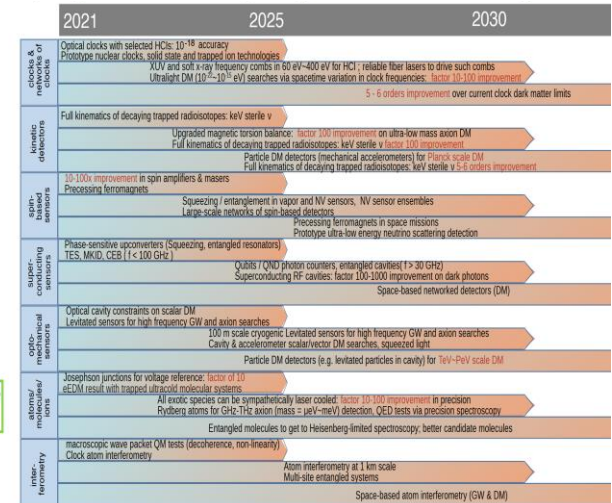 2021
2025
2030
clocks &
networks of
clocks
Optical clocks with selected HCIs: 10⁻¹⁸ accuracy
Prototype nuclear clocks, solid state and trapped ion technologies
XUV and soft x-ray frequency combs in 60 eV~400 eV for HCI ; reliable fiber lasers to drive such combs
Ultralight DM eV) searches via spacetime variation in clock frequencies: factor 10-100 improvement
5 - 6 orders improvement over current clock dark matter limits
kinetic
detectors
Full kinematics of decaying trapped radioisotopes: keV sterile ν
Upgraded magnetic torsion balance: factor 100 improvement on ultra-low mass axion DM
Full kinematics of decaying trapped radioisotopes: keV sterile ν factor 100 improvement
Particle DM detectors (mechanical accelerometers) for Planck scale DM
Full kinematics of decaying trapped radioisotopes: keV sterile ν 5-6 orders improvement
spin-
based
sensors
10-100x improvement in spin amplifiers & masers
Precessing ferromagnets
Squeezing / entanglement in vapor and NV sensors, NV sensor ensembles
Large-scale networks of spin-based detectors
Precessing ferromagnets in space missions
Prototype ultra-low energy neutrino scattering detection
super-
conducting
sensors
Phase-sensitive upconverters (Squeezing, entangled resonators)
TES, MKID, CEB ( f < 100 GHz )
Qubits / QND photon counters, entangled cavities( f > 30 GHz)
Superconducting RF cavities: factor 100-1000 improvement on dark photons
Space-based networked detectors (DM)
opto-
mechanical
sensors
Optical cavity constraints on scalar DM
Levitated sensors for high frequency GW and axion searches
100 m scale cryogenic Levitated sensors for high frequency GW and axion searches
Cavity & accelerometer scalar/vector DM searches, squeezed light
Particle DM detectors (e.g. levitated particles in cavity) for TeV~PeV scale DM
atoms/
molecules/
ions
Josephson junctions for voltage reference: factor of 10
eEDM result with trapped ultracold molecular systems
All exotic species can be sympathetically laser cooled: factor 10-100 improvement in precision
Rydberg atoms for GHz-THz axion (mass = μeV~meV) detection, QED tests via precision spectroscopy
Entangled molecules to get to Heisenberg-limited spectroscopy; better candidate molecules
inter-
ferometry
macroscopic wave packet QM tests (decoherence, non-linearity)
Clock atom interferometry
Atom interferometry at 1 km scale
Multi-site entangled systems
Space-based atom interferometry (GW & DM)